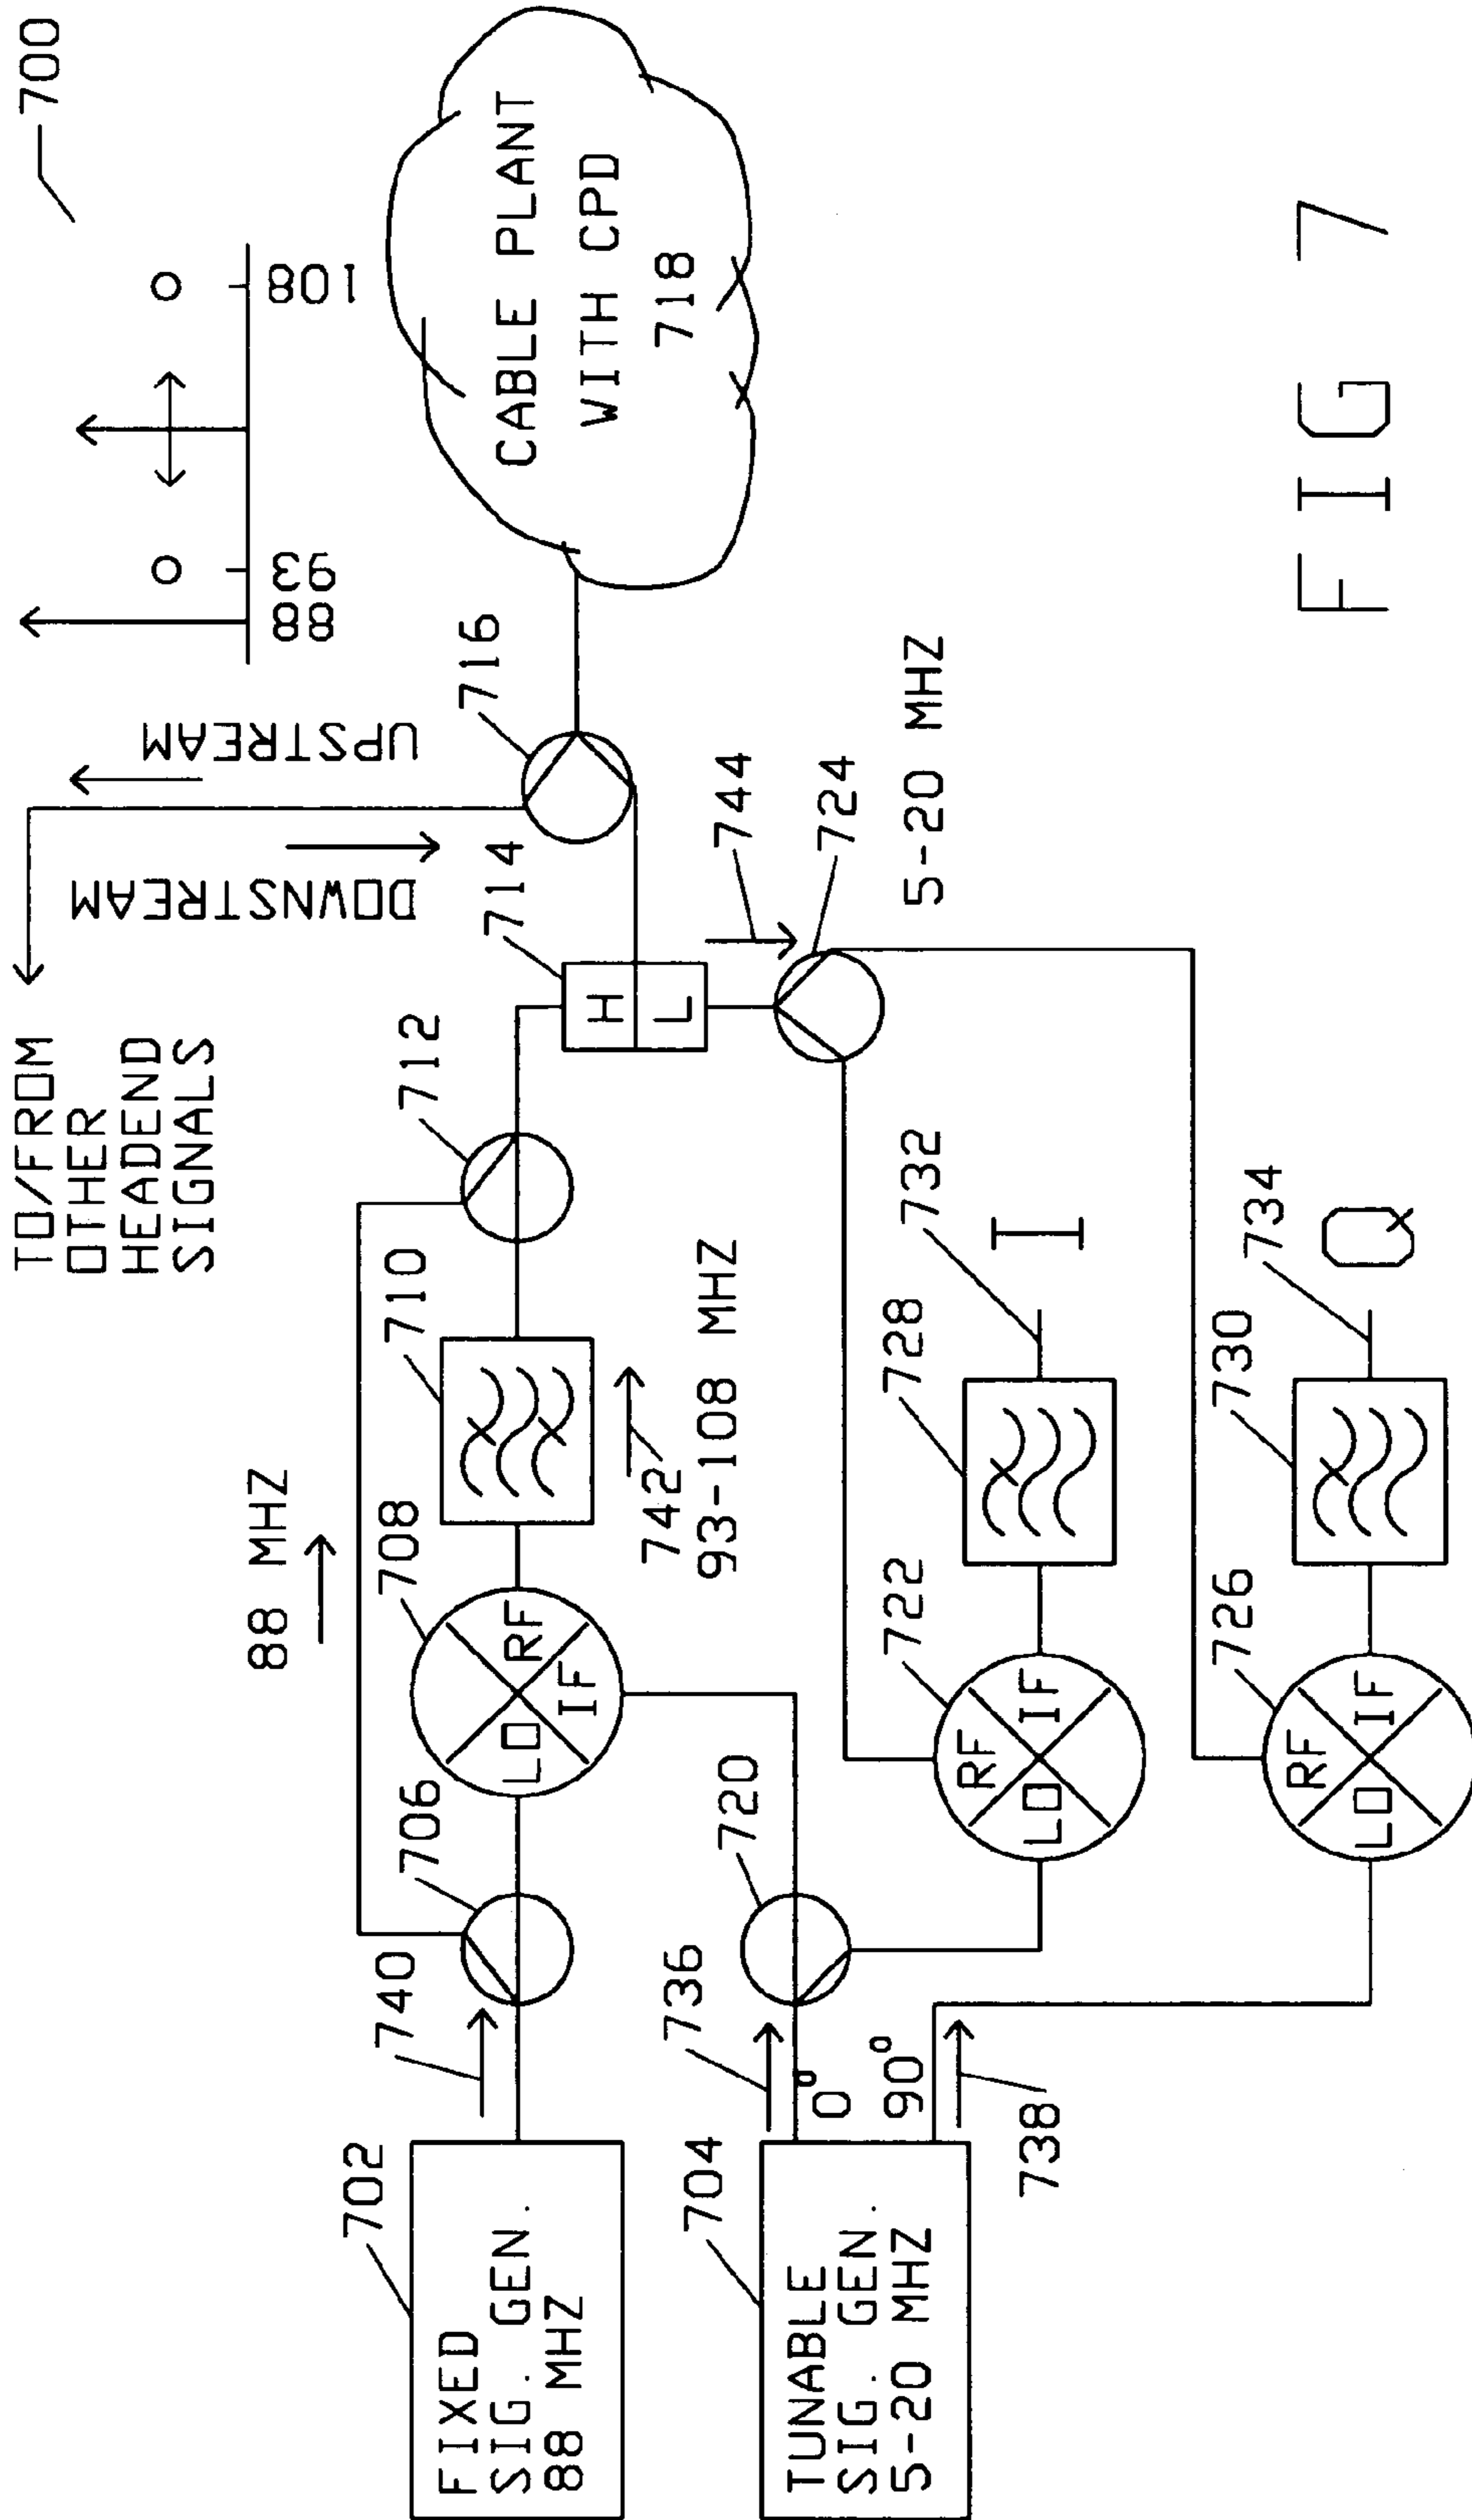 700
TO/FROM
OTHER
HEADEND
SIGNALS
DOWNSTREAM
UPSTREAM
88
93
108
88 MHZ
702
FIXED
SIG. GEN.
88 MHZ
740
706
708
LO
RF
IF
710
712
714
H
L
716
CABLE PLANT
WITH CPD
718
742
93-108 MHZ
704
TUNABLE
SIG. GEN.
5-20 MHZ
736
0°
90°
738
720
744
724
5-20 MHZ
722
RF
LO
IF
728
732
I
726
RF
LO
IF
730
734
Q
FIG 7